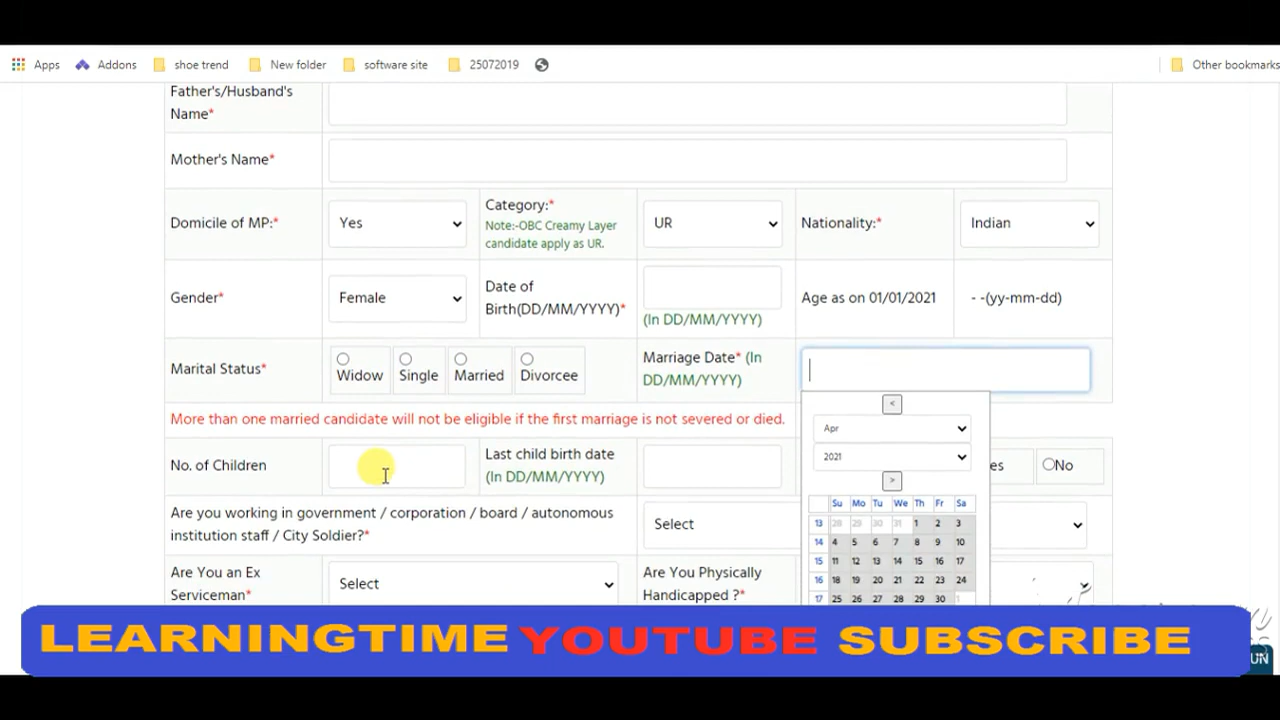 Apps Addons shoe trend New folder software site 25072019 Other bookmarks
Father's/Husband's
Name*
Mother's Name*
Domicile of MP:* Yes
Category:*
Note:-OBC Creamy Layer
candidate apply as UR.
UR
Nationality:* Indian
Gender* Female
Date of
Birth(DD/MM/YYYY)*
(In DD/MM/YYYY)
Age as on 01/01/2021 - -(yy-mm-dd)
Marital Status*
Widow Single Married Divorcee
Marriage Date* (In
DD/MM/YYYY)
More than one married candidate will not be eligible if the first marriage is not severed or died.
<
Apr
2021
>
Su Mo Tu We Th Fr Sa
13 28 29 30 31 1 2 3
14 4 5 6 7 8 9 10
15 11 12 13 14 15 16 17
16 18 19 20 21 22 23 24
17 25 26 27 28 29 30 1
No. of Children
Last child birth date
(In DD/MM/YYYY)
es No
Are you working in government / corporation / board / autonomous
institution staff / City Soldier?*
Select
Are You an Ex
Serviceman*
Select
Are You Physically
Handicapped ?*
LEARNINGTIME YOUTUBE SUBSCRIBE
UN